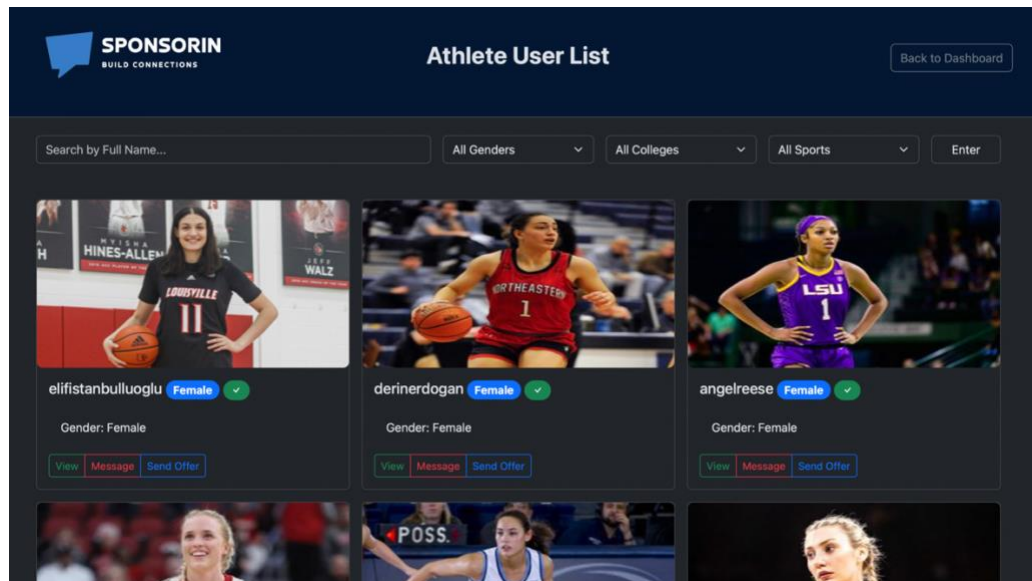 SPONSORIN
BUILD CONNECTIONS
Athlete User List
Back to Dashboard
Search by Full Name...
All Genders
All Colleges
All Sports
Enter
H
MYISHA
HINES-ALLEN
JEFF
WALZ
LOUISVILLE
11
NORTHEASTERN
1
LSU
1
elifistanbulluoglu Female
derinerdogan Female
angelreese Female
Gender: Female
Gender: Female
Gender: Female
View Message Send Offer
View Message Send Offer
View Message Send Offer
POSS.